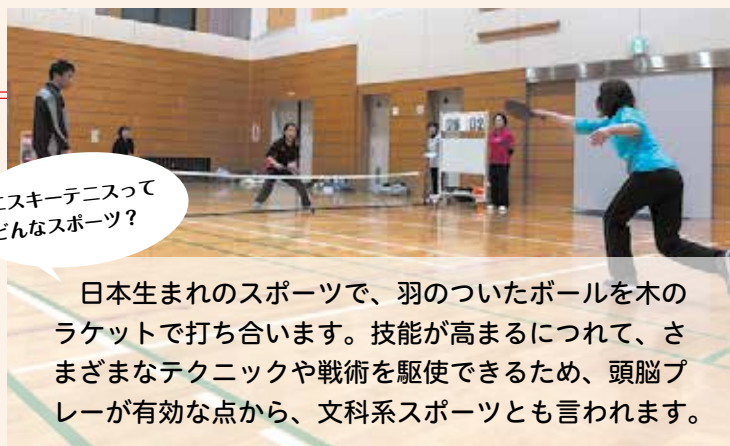 エスキーテニスって
どんなスポーツ？
02
日本生まれのスポーツで、羽のついたボールを木の
ラケットで打ち合います。技能が高まるにつれて、さ
まざまなテクニックや戦術を駆使できるため、頭脳プ
レーが有効な点から、文科系スポーツとも言われます。